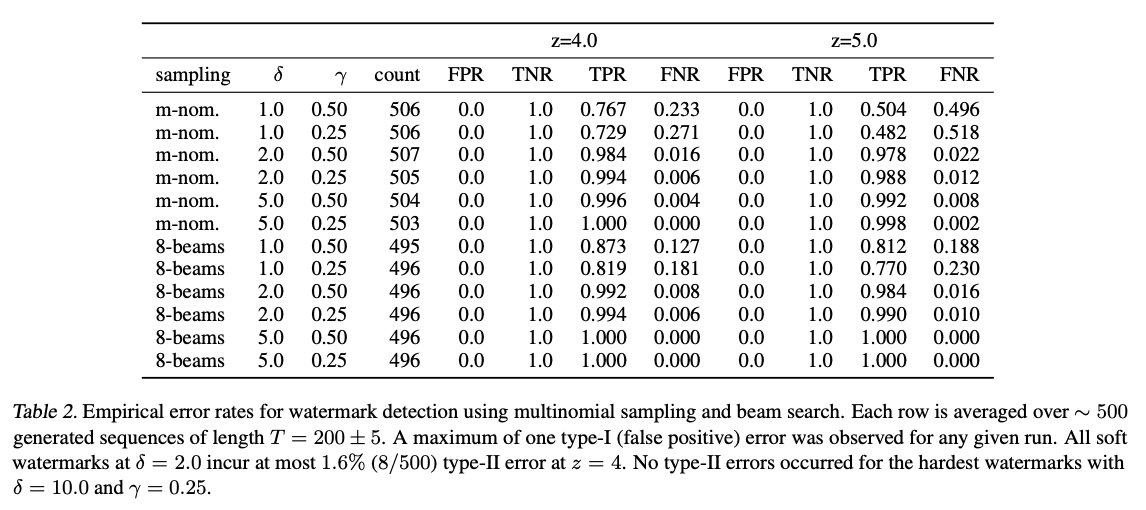 z=4.0 z=5.0
sampling δ γ count FPR TNR TPR FNR FPR TNR TPR FNR
m-nom. 1.0 0.50 506 0.0 1.0 0.767 0.233 0.0 1.0 0.504 0.496
m-nom. 1.0 0.25 506 0.0 1.0 0.729 0.271 0.0 1.0 0.482 0.518
m-nom. 2.0 0.50 507 0.0 1.0 0.984 0.016 0.0 1.0 0.978 0.022
m-nom. 2.0 0.25 505 0.0 1.0 0.994 0.006 0.0 1.0 0.988 0.012
m-nom. 5.0 0.50 504 0.0 1.0 0.996 0.004 0.0 1.0 0.992 0.008
m-nom. 5.0 0.25 503 0.0 1.0 1.000 0.000 0.0 1.0 0.998 0.002
8-beams 1.0 0.50 495 0.0 1.0 0.873 0.127 0.0 1.0 0.812 0.188
8-beams 1.0 0.25 496 0.0 1.0 0.819 0.181 0.0 1.0 0.770 0.230
8-beams 2.0 0.50 496 0.0 1.0 0.992 0.008 0.0 1.0 0.984 0.016
8-beams 2.0 0.25 496 0.0 1.0 0.994 0.006 0.0 1.0 0.990 0.010
8-beams 5.0 0.50 496 0.0 1.0 1.000 0.000 0.0 1.0 1.000 0.000
8-beams 5.0 0.25 496 0.0 1.0 1.000 0.000 0.0 1.0 1.000 0.000
Table 2. Empirical error rates for watermark detection using multinomial sampling and beam search. Each row is averaged over ∼ 500
generated sequences of length T = 200 ± 5. A maximum of one type-I (false positive) error was observed for any given run. All soft
watermarks at δ = 2.0 incur at most 1.6% (8/500) type-II error at z = 4. No type-II errors occurred for the hardest watermarks with
δ = 10.0 and γ = 0.25.